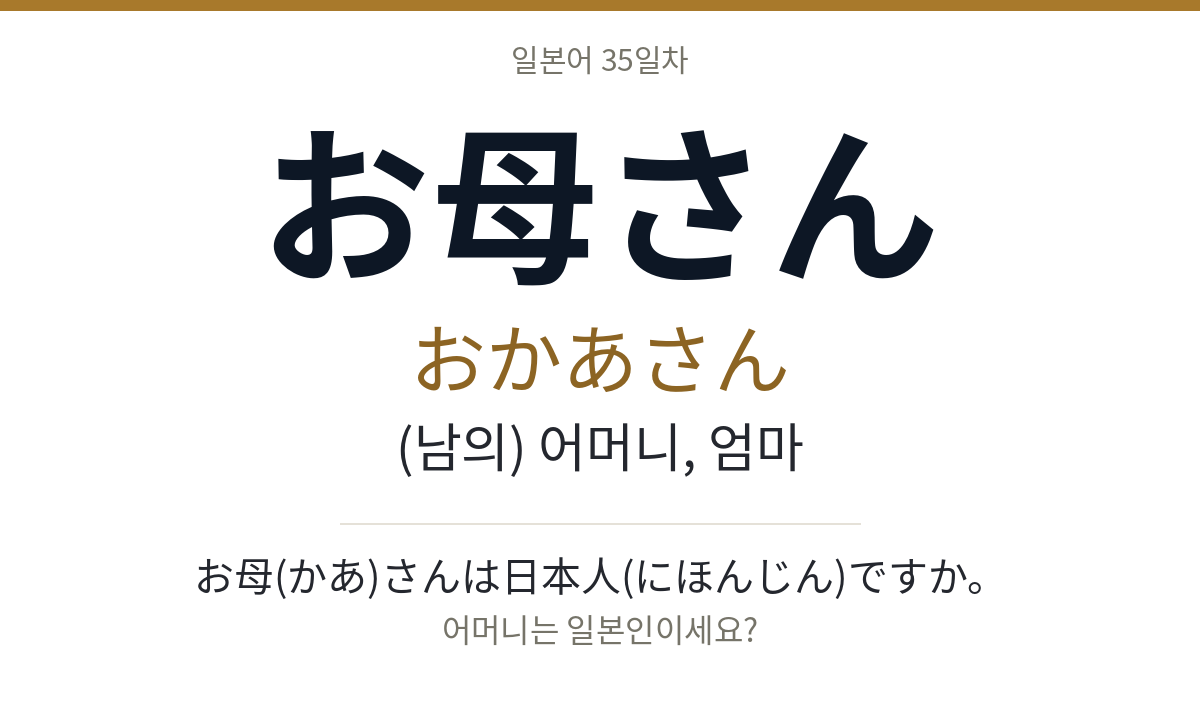 일본어 35일차
お母さん
おかあさん
(남의) 어머니, 엄마
お母(かあ)さんは日本人(にほんじん)ですか。
어머니는 일본인이세요?